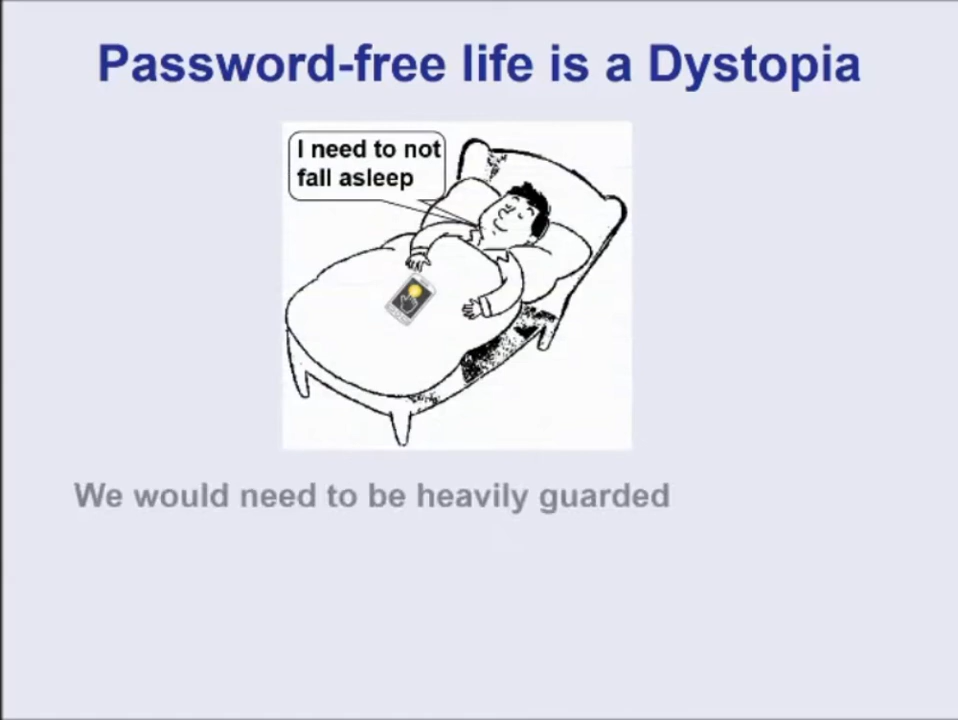 Password-free life is a Dystopia
I need to not
fall asleep
We would need to be heavily guarded